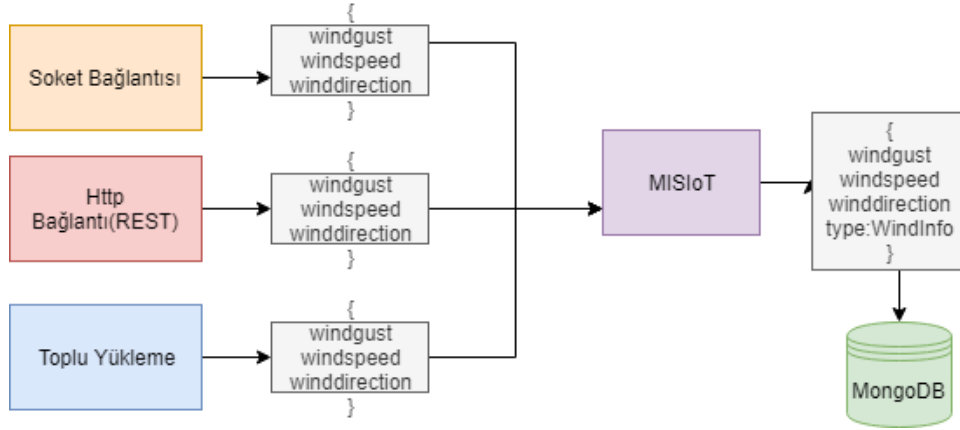 Soket Bağlantısı
{
windgust
windspeed
winddirection
}
Http
Bağlantı(REST)
{
windgust
windspeed
winddirection
}
Toplu Yükleme
{
windgust
windspeed
winddirection
}
MISIoT
{
windgust
windspeed
winddirection
type:WindInfo
}
MongoDB